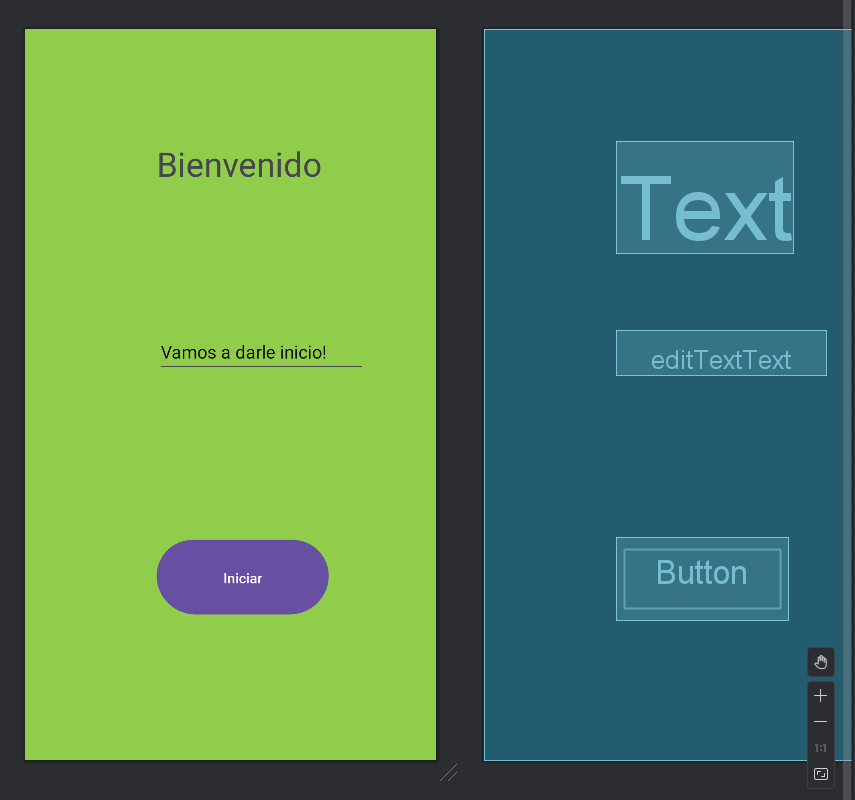 Bienvenido
Vamos a darle inicio!
Iniciar
Text
editTextText
Button
1:1